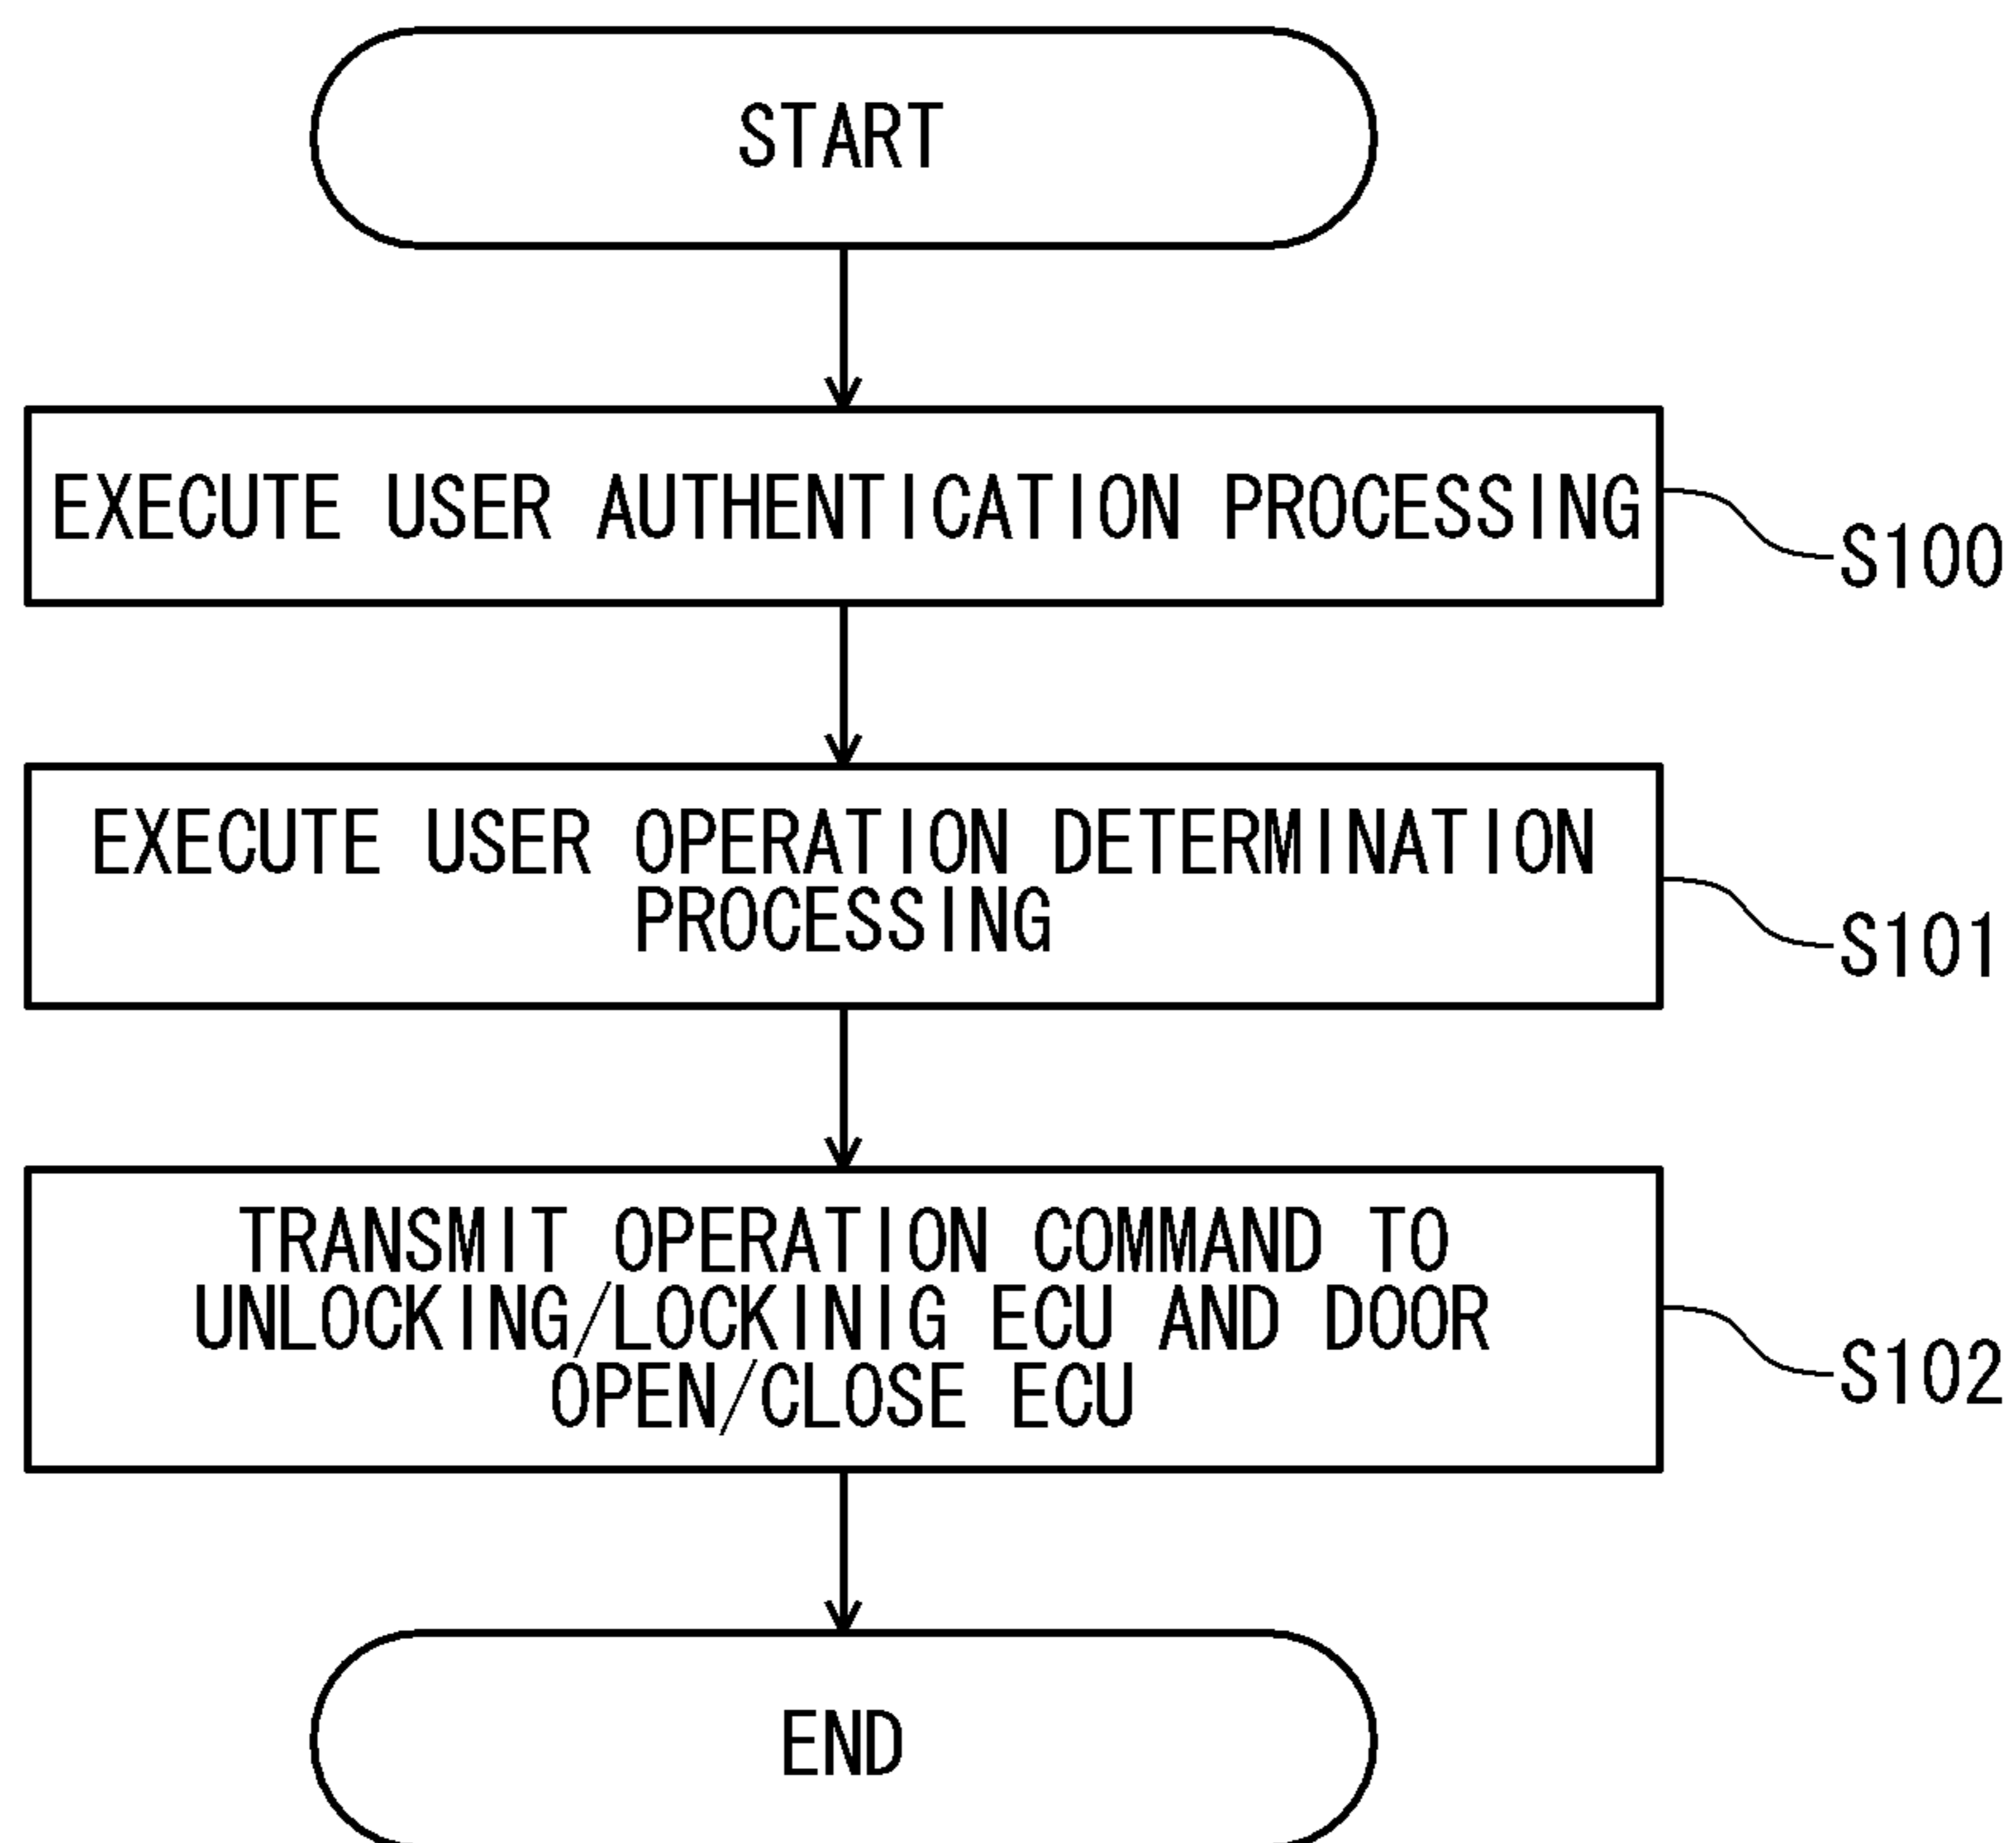 START
EXECUTE USER AUTHENTICATION PROCESSING
S100
EXECUTE USER OPERATION DETERMINATION
PROCESSING
S101
TRANSMIT OPERATION COMMAND TO
UNLOCKING/LOCKINIG ECU AND DOOR
OPEN/CLOSE ECU
S102
END